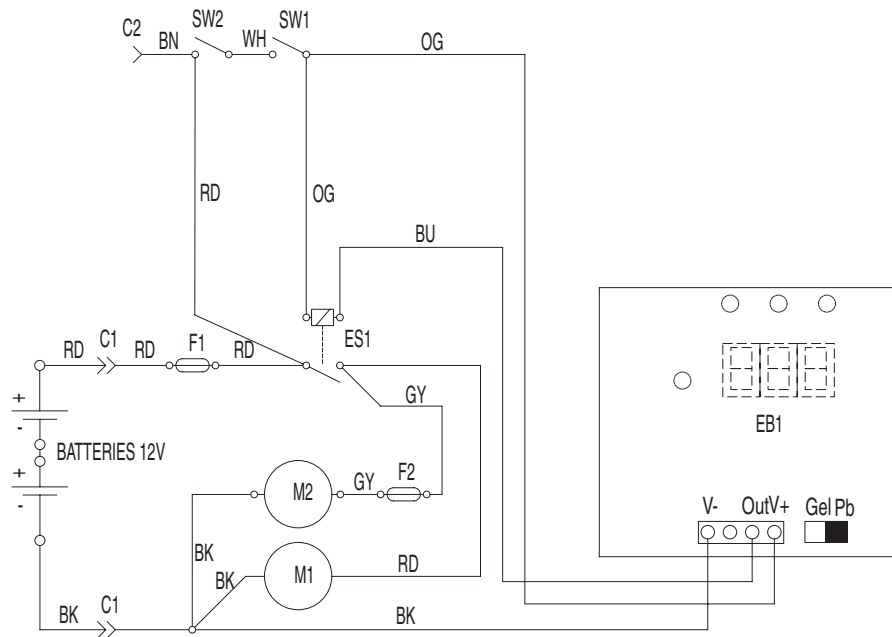 C2
BN
SW2
WH
SW1
OG
RD
OG
BU
RD
C1
RD
F1
RD
ES1
GY
+
-
BATTERIES 12V
+
-
M2
GY
F2
BK
BK
M1
RD
BK
C1
BK
EB1
V-
Out
V+
Gel
Pb